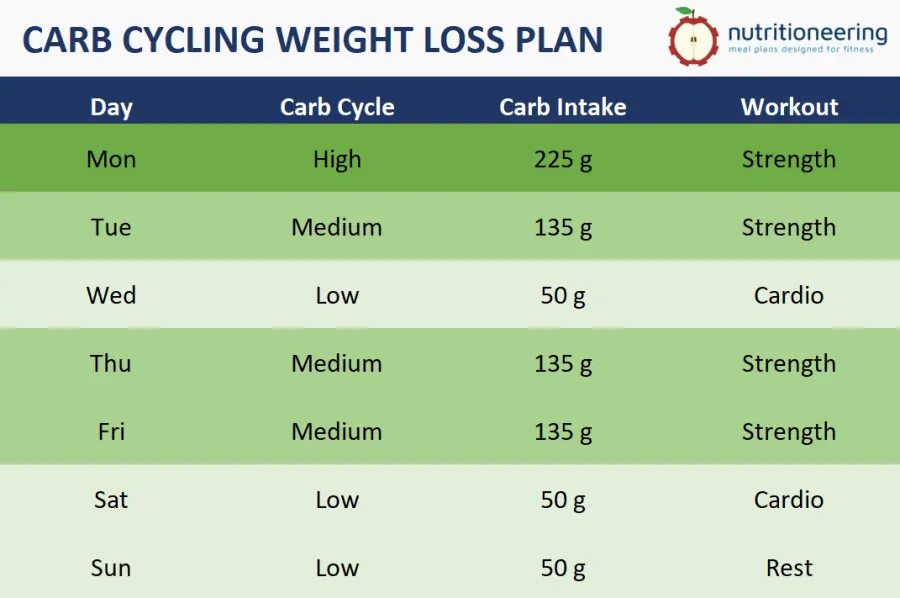 CARB CYCLING WEIGHT LOSS PLAN
nutritioneering
meal plans designed for fitness
Day Carb Cycle Carb Intake Workout
Mon High 225 g Strength
Tue Medium 135 g Strength
Wed Low 50 g Cardio
Thu Medium 135 g Strength
Fri Medium 135 g Strength
Sat Low 50 g Cardio
Sun Low 50 g Rest